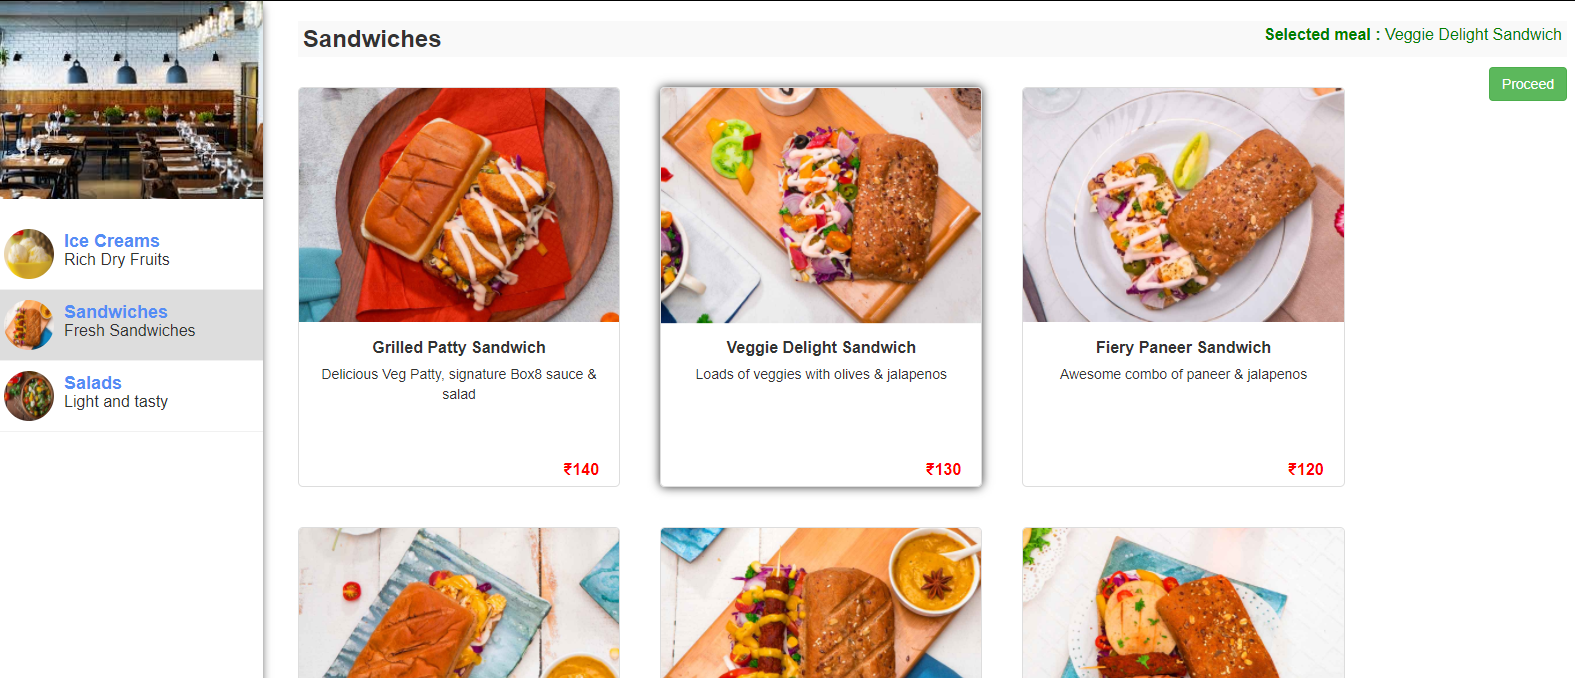 Sandwiches
Selected meal : Veggie Delight Sandwich
Proceed
Ice Creams
Rich Dry Fruits
Sandwiches
Fresh Sandwiches
Salads
Light and tasty
Grilled Patty Sandwich
Delicious Veg Patty, signature Box8 sauce &
salad
₹140
Veggie Delight Sandwich
Loads of veggies with olives & jalapenos
₹130
Fiery Paneer Sandwich
Awesome combo of paneer & jalapenos
₹120